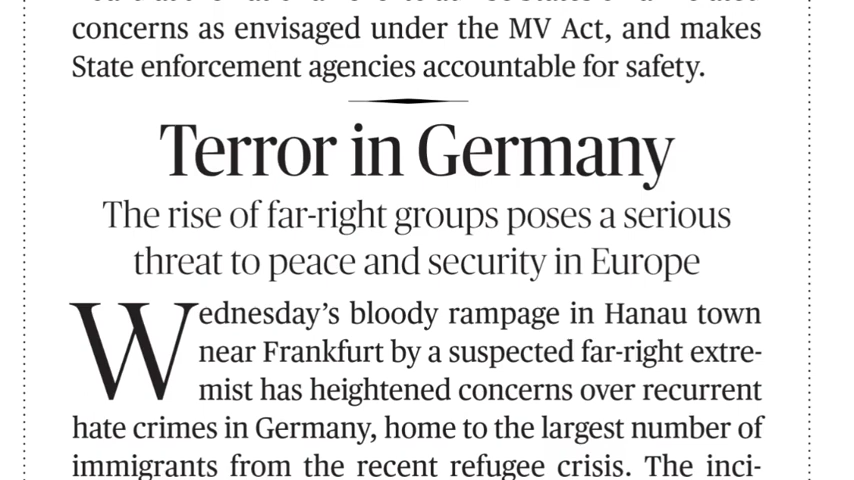 concerns as envisaged under the MV Act, and makes
State enforcement agencies accountable for safety.
Terror in Germany
The rise of far-right groups poses a serious
threat to peace and security in Europe
Wednesday’s bloody rampage in Hanau town
near Frankfurt by a suspected far-right extre-
mist has heightened concerns over recurrent
hate crimes in Germany, home to the largest number of
immigrants from the recent refugee crisis. The inci-